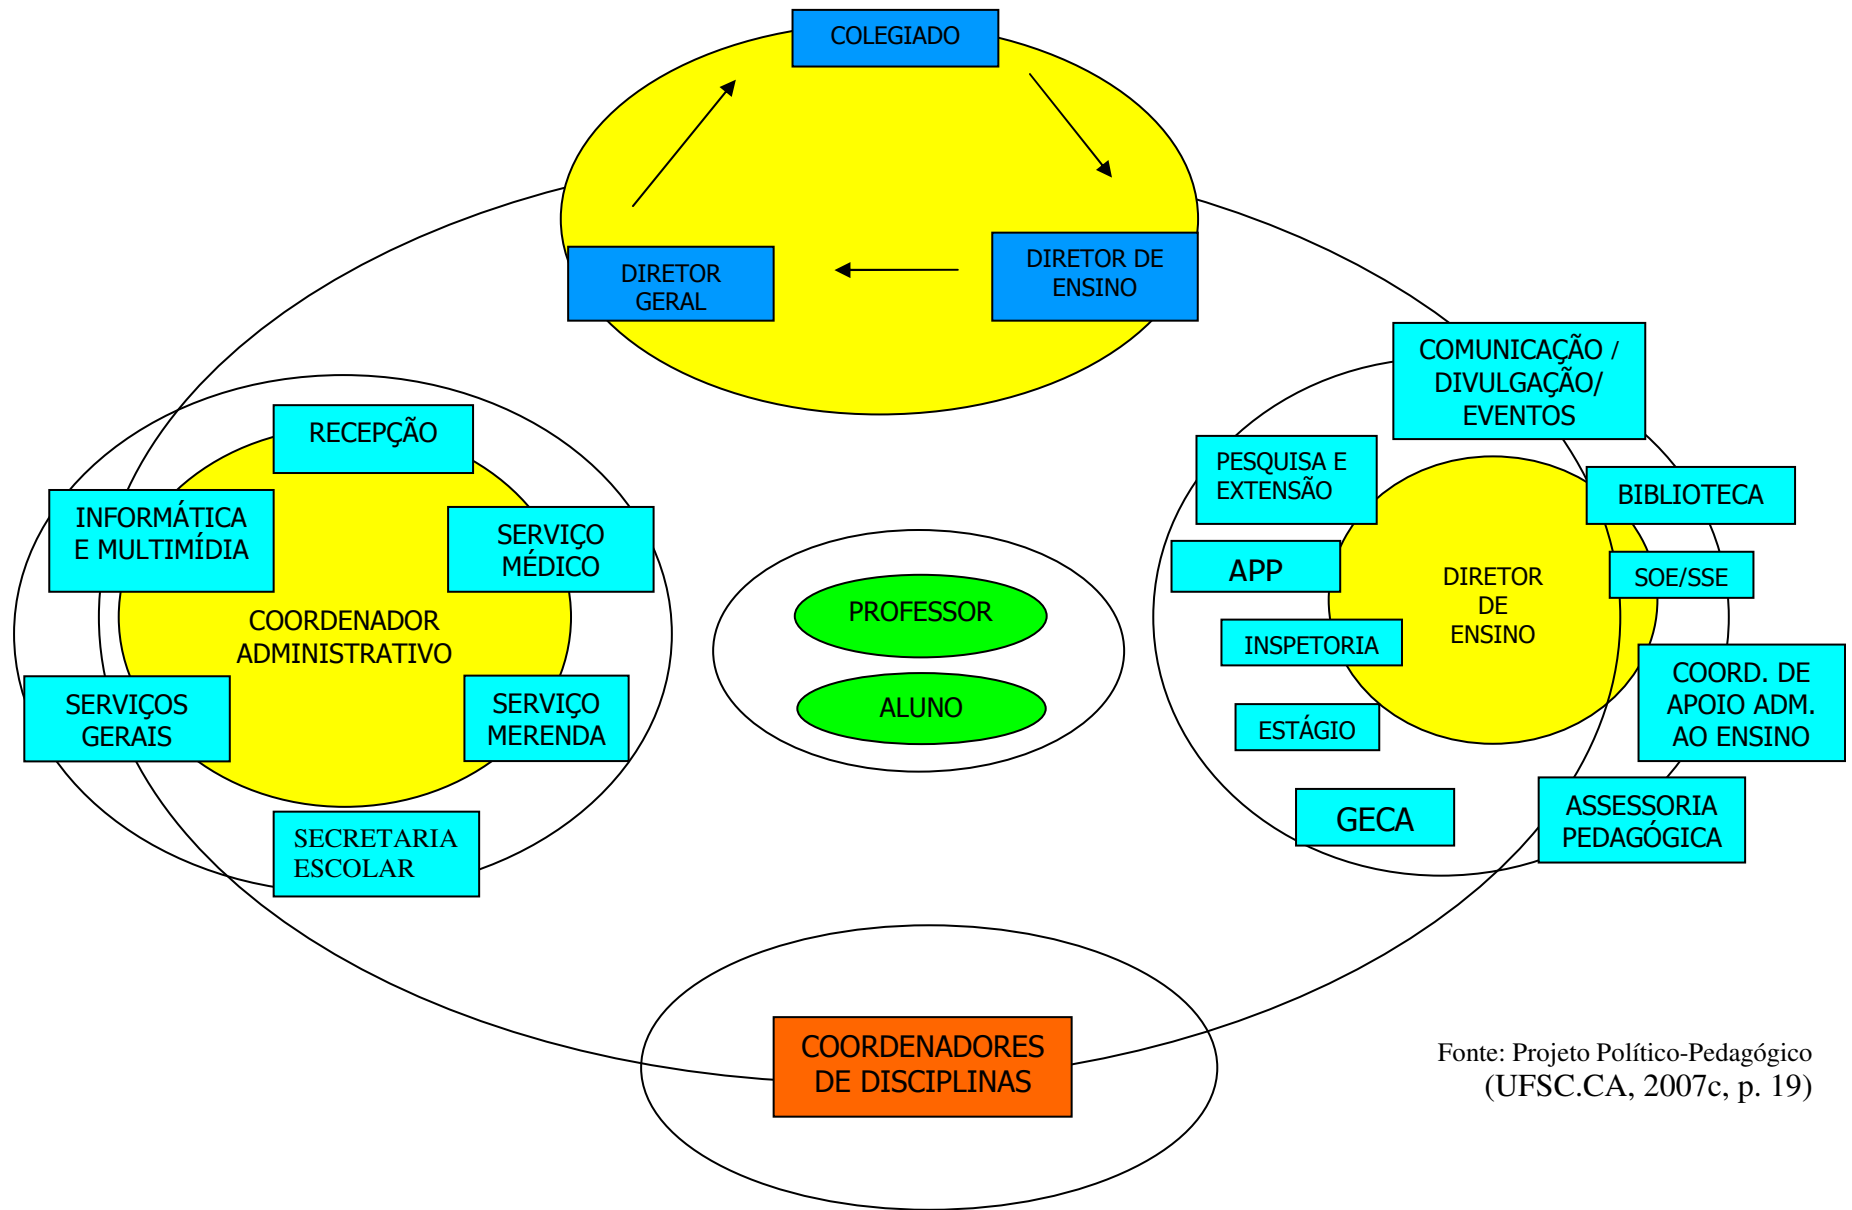 COLEGIADO
DIRETOR
GERAL
DIRETOR DE
ENSINO
RECEPÇÃO
INFORMÁTICA
E MULTIMÍDIA
SERVIÇO
MÉDICO
COORDENADOR
ADMINISTRATIVO
SERVIÇOS
GERAIS
SERVIÇO
MERENDA
SECRETARIA
ESCOLAR
PROFESSOR
ALUNO
COMUNICAÇÃO /
DIVULGAÇÃO/
EVENTOS
PESQUISA E
EXTENSÃO
BIBLIOTECA
APP
DIRETOR
DE
ENSINO
SOE/SSE
INSPETORIA
COORD. DE
APOIO ADM.
AO ENSINO
ESTÁGIO
GECA
ASSESSORIA
PEDAGÓGICA
COORDENADORES
DE DISCIPLINAS
Fonte: Projeto Político-Pedagógico
(UFSC.CA, 2007c, p. 19)